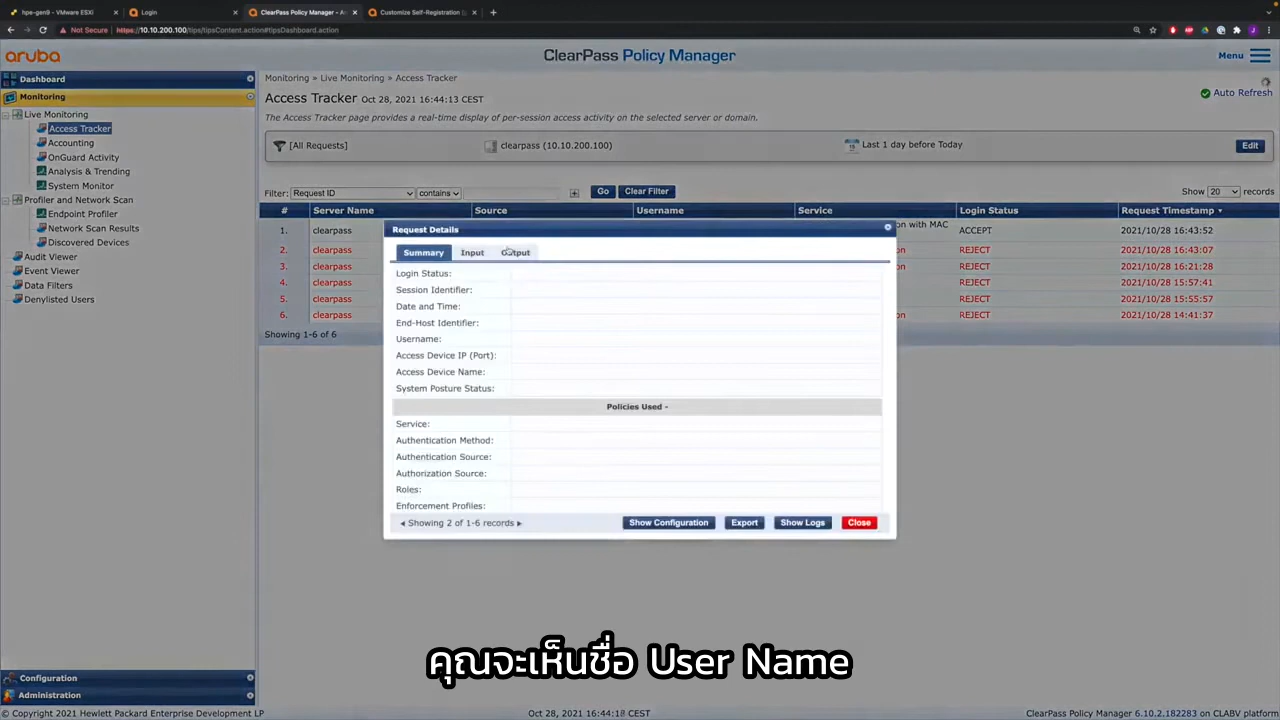 hpe-gen9 - VMware ESXi
Login
ClearPass Policy Manager - A
Customize Self-Registration (
Not Secure https://10.10.200.100/tips/tipsContent.action#tipsDashboard.action
aruba
ClearPass Policy Manager
Menu
Dashboard
Monitoring
Live Monitoring
Access Tracker
Accounting
OnGuard Activity
Analysis & Trending
System Monitor
Profiler and Network Scan
Endpoint Profiler
Network Scan Results
Discovered Devices
Audit Viewer
Event Viewer
Data Filters
Denylisted Users
Configuration
Administration
Monitoring » Live Monitoring » Access Tracker
Access Tracker Oct 28, 2021 16:44:13 CEST
Auto Refresh
The Access Tracker page provides a real-time display of per-session access activity on the selected server or domain.
[All Requests] clearpass (10.10.200.100) Last 1 day before Today Edit
Filter: Request ID contains Go Clear Filter Show 20 records
# Server Name Source Username Service Login Status Request Timestamp
1. clearpass on with MAC ACCEPT 2021/10/28 16:43:52
2. clearpass on REJECT 2021/10/28 16:43:07
3. clearpass on REJECT 2021/10/28 16:21:28
4. clearpass REJECT 2021/10/28 15:57:41
5. clearpass REJECT 2021/10/28 15:55:57
6. clearpass on REJECT 2021/10/28 14:41:37
Showing 1-6 of 6
Request Details
Summary Input Output
Login Status:
Session Identifier:
Date and Time:
End-Host Identifier:
Username:
Access Device IP (Port):
Access Device Name:
System Posture Status:
Policies Used -
Service:
Authentication Method:
Authentication Source:
Authorization Source:
Roles:
Enforcement Profiles:
Showing 2 of 1-6 records Show Configuration Export Show Logs Close
คุณจะเห็นชื่อ User Name
© Copyright 2021 Hewlett Packard Enterprise Development LP Oct 28, 2021 16:44:18 CEST ClearPass Policy Manager 6.10.2.182283 on CLABV platform